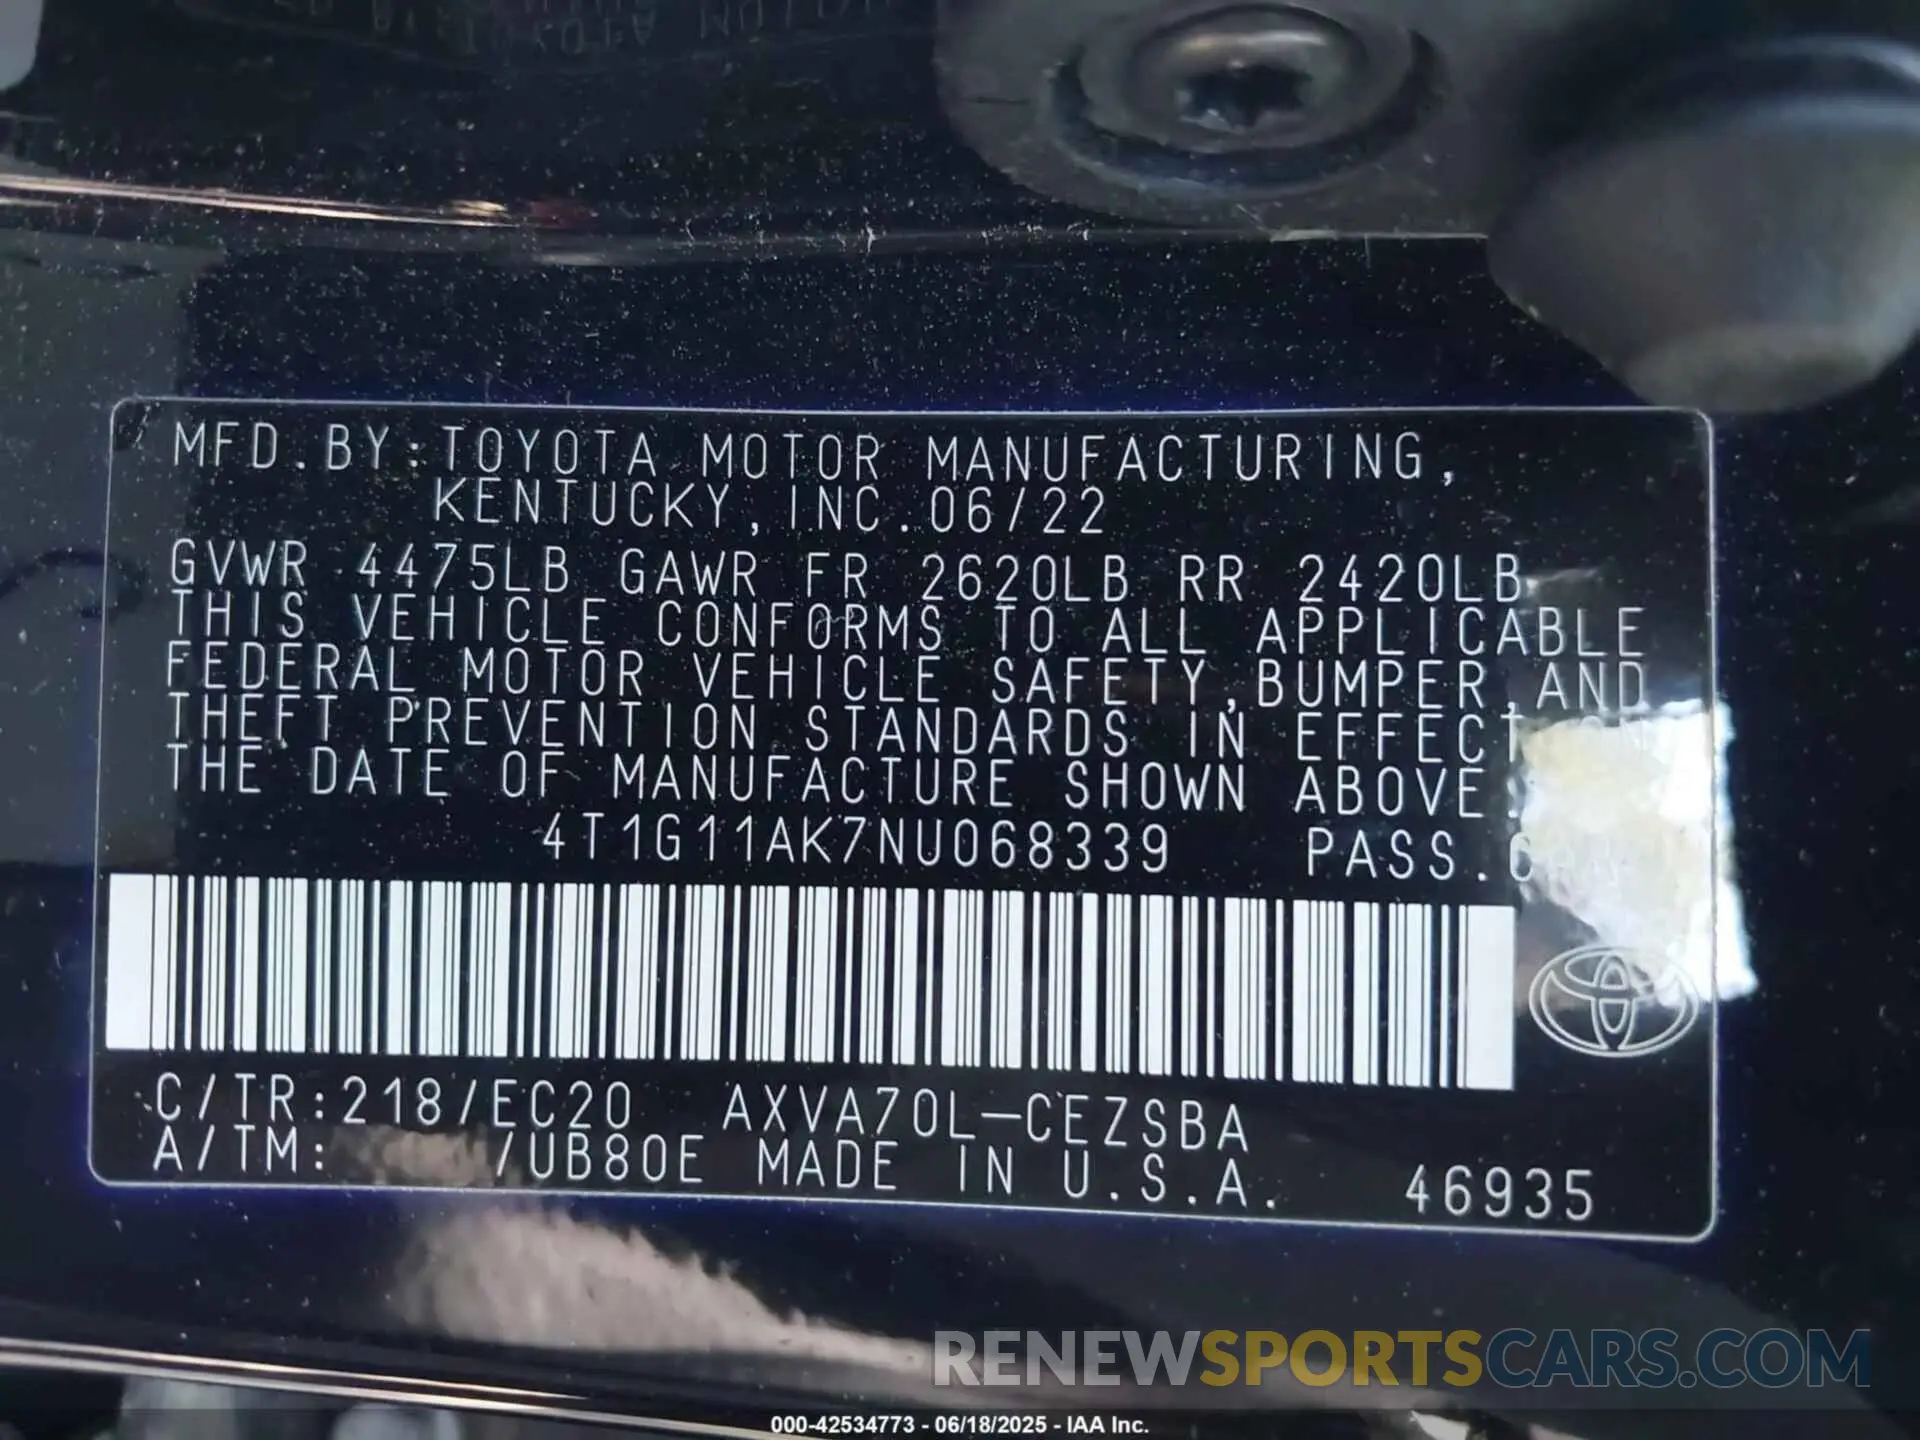 MFD.BY:TOYOTA MOTOR MANUFACTURING,
KENTUCKY,INC.06/22
GVWR 4475LB GAWR FR 2620LB RR 2420LB
THIS VEHICLE CONFORMS TO ALL APPLICABLE
FEDERAL MOTOR VEHICLE SAFETY,BUMPER,AND
THEFT PREVENTION STANDARDS IN EFFECT ON
THE DATE OF MANUFACTURE SHOWN ABOVE.
4T1G11AK7NU068339 PASS.CAR
C/TR:218/EC20 AXVA70L-CEZSBA
A/TM: /UB80E MADE IN U.S.A. 46935
RENEWSPORTSCARS.COM
000-42534773 - 06/18/2025 - IAA Inc.